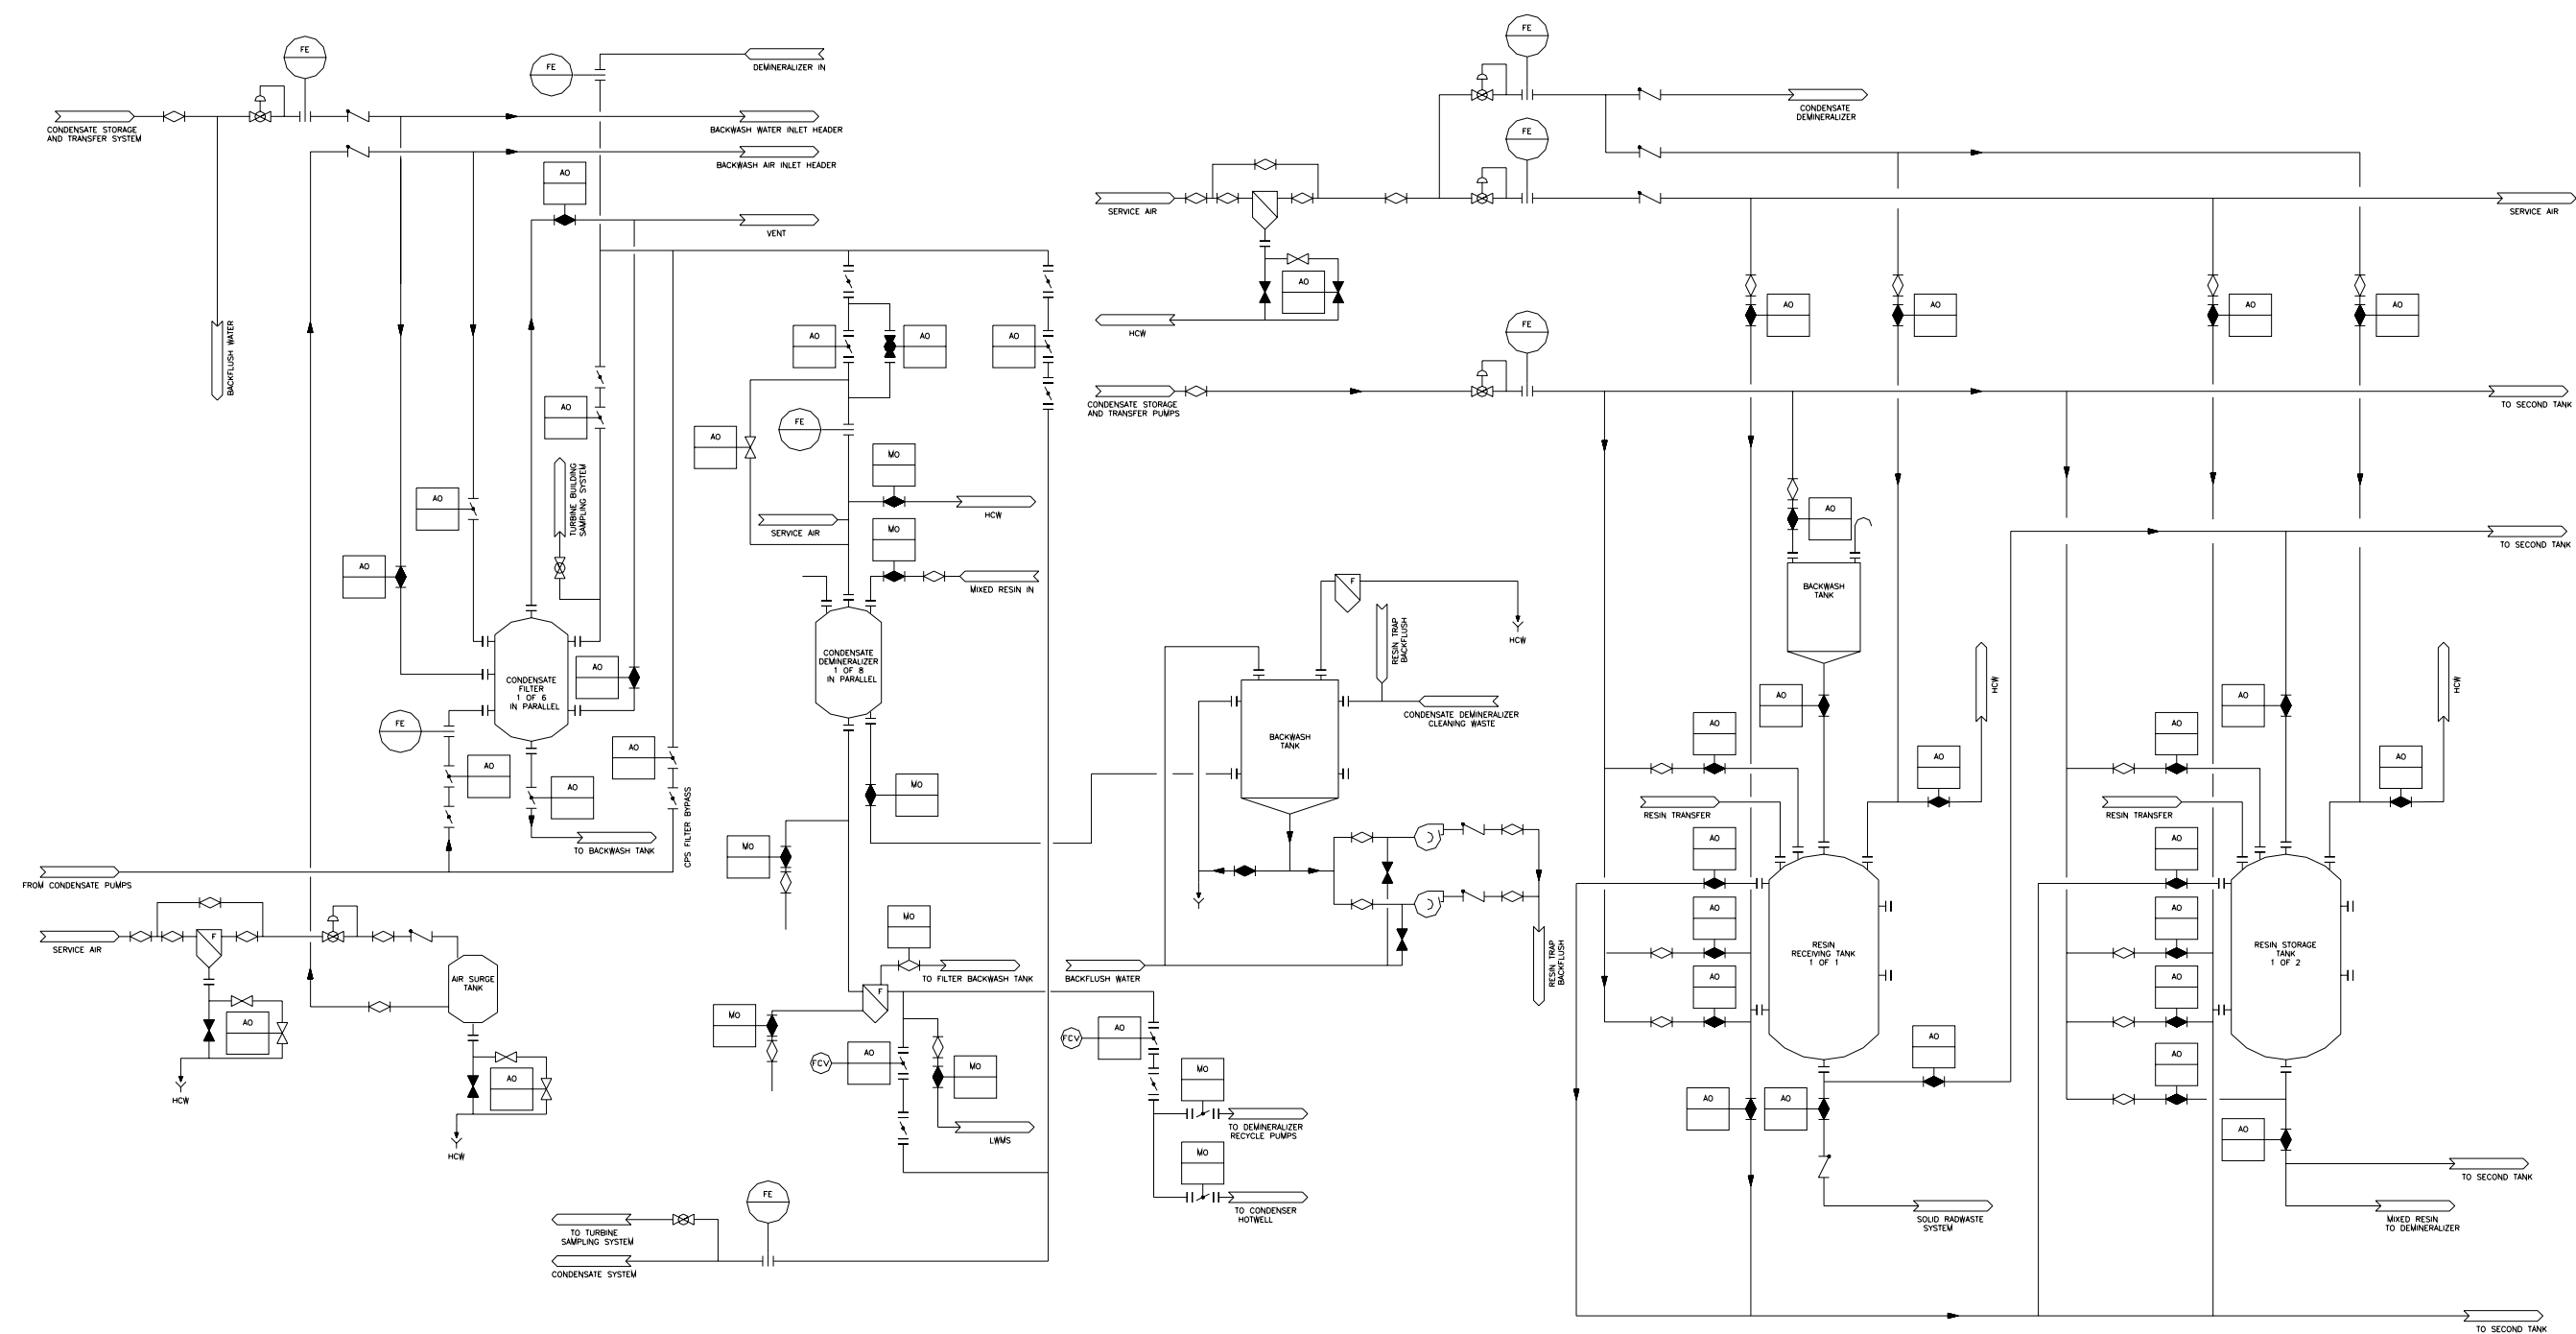 FE
FE
DEMINERALIZER IN
CONDENSATE STORAGE
AND TRANSFER SYSTEM
BACKWASH WATER INLET HEADER
BACKWASH AIR INLET HEADER
AO
VENT
BACKFLUSH WATER
AO
AO
AO
AO
AO
FE
AO
MO
HCW
SERVICE AIR
MO
MIXED RESIN IN
AO
TURBINE BUILDING
SAMPLING SYSTEM
AO
CONDENSATE
FILTER
1 OF 6
IN PARALLEL
AO
FE
AO
AO
AO
CPS FILTER BYPASS
TO BACKWASH TANK
FROM CONDENSATE PUMPS
CONDENSATE
DEMINERALIZER
1 OF 8
IN PARALLEL
MO
MO
SERVICE AIR
F
AO
HCW
AIR SURGE
TANK
AO
HCW
MO
TO FILTER BACKWASH TANK
F
MO
FCV
AO
MO
LWMS
FCV
AO
MO
TO DEMINERALIZER
RECYCLE PUMPS
MO
TO CONDENSER
HOTWELL
FE
TO TURBINE
SAMPLING SYSTEM
CONDENSATE SYSTEM
FE
CONDENSATE
DEMINERALIZER
FE
SERVICE AIR
SERVICE AIR
AO
HCW
AO
AO
AO
AO
FE
CONDENSATE STORAGE
AND TRANSFER PUMPS
TO SECOND TANK
AO
TO SECOND TANK
BACKWASH
TANK
F
HCW
RESIN TRAP
BACKFLUSH
CONDENSATE DEMINERALIZER
CLEANING WASTE
BACKWASH
TANK
BACKFLUSH WATER
RESIN TRAP
BACKFLUSH
AO
HCW
AO
HCW
AO
AO
AO
AO
RESIN TRANSFER
RESIN TRANSFER
AO
AO
AO
AO
RESIN
RECEIVING TANK
1 OF 1
RESIN STORAGE
TANK
1 OF 2
AO
AO
AO
AO
AO
AO
AO
SOLID RADWASTE
SYSTEM
TO SECOND TANK
MIXED RESIN
TO DEMINERALIZER
TO SECOND TANK